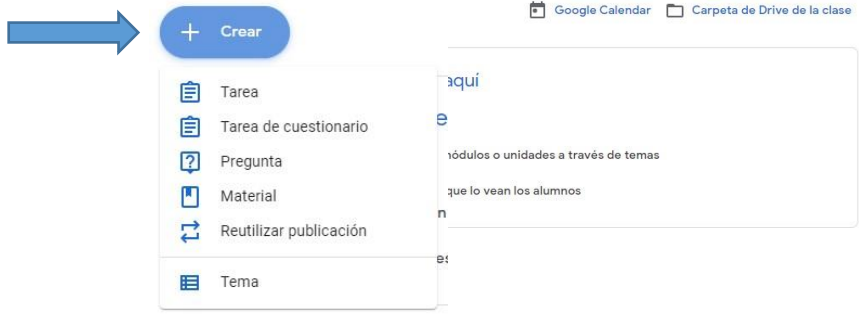 Crear
Google Calendar
Carpeta de Drive de la clase
Tarea
aquí
Tarea de cuestionario
e
Pregunta
módulos o unidades a través de temas
Material
que lo vean los alumnos
n
Reutilizar publicación
es
Tema